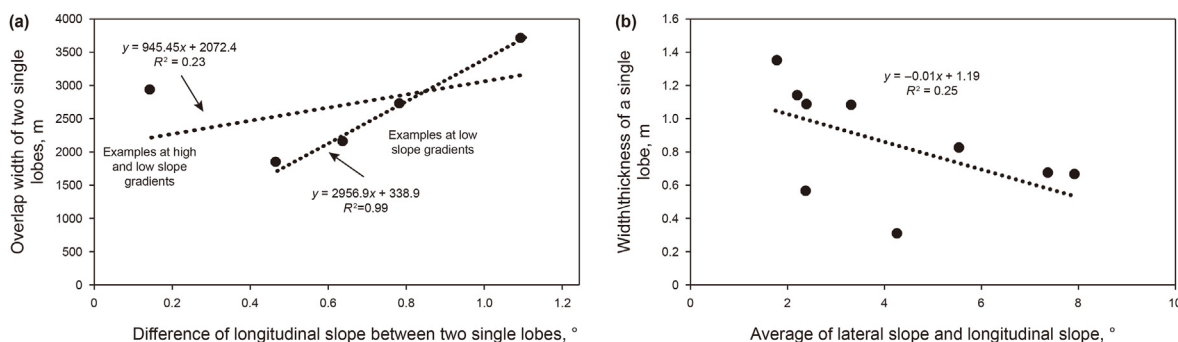 (a)
Overlap width of two single
lobes, m
4000
3500
3000
2500
2000
1500
1000
500
0
y = 945.45x + 2072.4
R² = 0.23
Examples at high
and low slope
gradients
Examples at low
slope gradients
y = 2956.9x + 338.9
R²=0.99
0 0.2 0.4 0.6 0.8 1.0 1.2
Difference of longitudinal slope between two single lobes, °
(b)
Width\thickness of a single
lobe, m
1.6
1.4
1.2
1.0
0.8
0.6
0.4
0.2
0
y = −0.01x + 1.19
R² = 0.25
0 2 4 6 8 10
Average of lateral slope and longitudinal slope, °